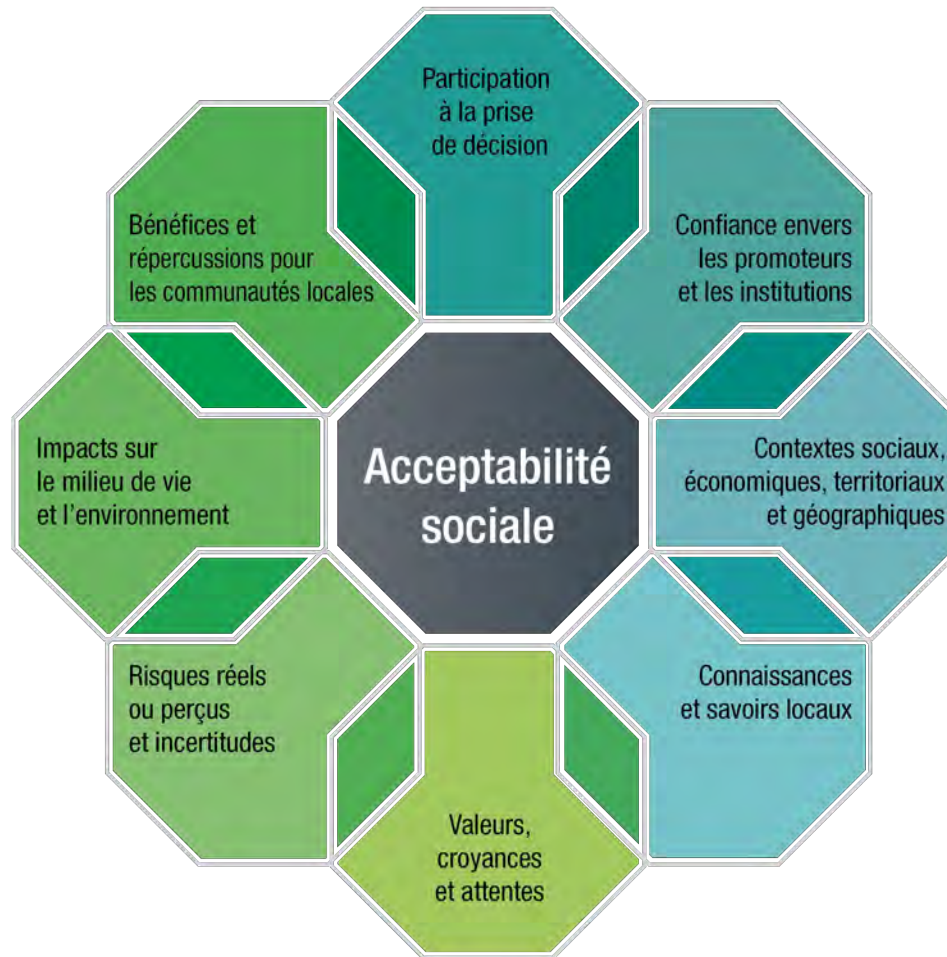 Participation
à la prise
de décision
Confiance envers
les promoteurs
et les institutions
Contextes sociaux,
économiques, territoriaux
et géographiques
Connaissances
et savoirs locaux
Valeurs,
croyances
et attentes
Risques réels
ou perçus
et incertitudes
Impacts sur
le milieu de vie
et l'environnement
Bénéfices et
répercussions pour
les communautés locales
Acceptabilité
sociale